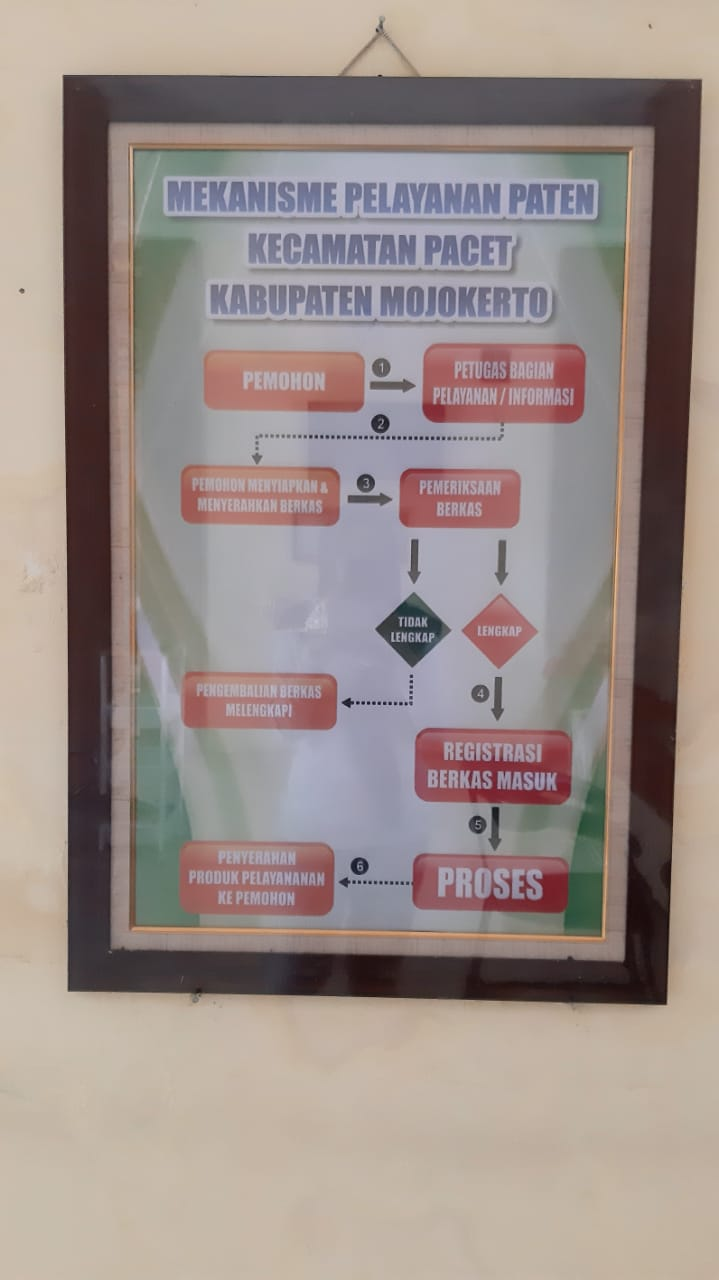 MEKANISME PELAYANAN PATEN
KECAMATAN PACET
KABUPATEN MOJOKERTO
PEMOHON
1
PETUGAS BAGIAN
PELAYANAN / INFORMASI
2
PEMOHON MENYIAPKAN &
MENYERAHKAN BERKAS
3
PEMERIKSAAN
BERKAS
TIDAK
LENGKAP
LENGKAP
4
PENGEMBALIAN BERKAS
MELENGKAPI
REGISTRASI
BERKAS MASUK
5
PROSES
6
PENYERAHAN
PRODUK PELAYANANAN
KE PEMOHON